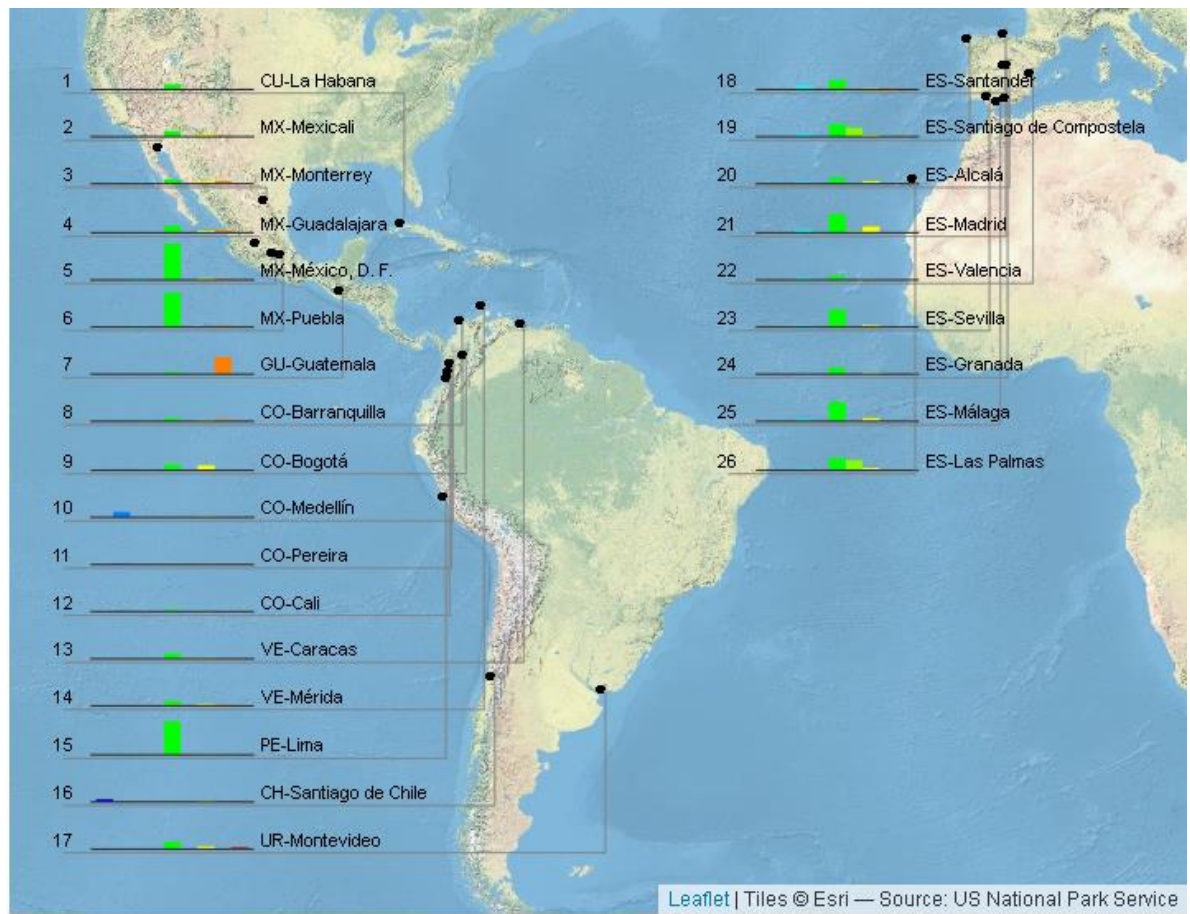 1 CU-La Habana
2 MX-Mexicali
3 MX-Monterrey
4 MX-Guadalajara
5 MX-México, D. F.
6 MX-Puebla
7 GU-Guatemala
8 CO-Barranquilla
9 CO-Bogotá
10 CO-Medellín
11 CO-Pereira
12 CO-Cali
13 VE-Caracas
14 VE-Mérida
15 PE-Lima
16 CH-Santiago de Chile
17 UR-Montevideo
18 ES-Santander
19 ES-Santiago de Compostela
20 ES-Alcalá
21 ES-Madrid
22 ES-Valencia
23 ES-Sevilla
24 ES-Granada
25 ES-Málaga
26 ES-Las Palmas
Leaflet | Tiles © Esri — Source: US National Park Service